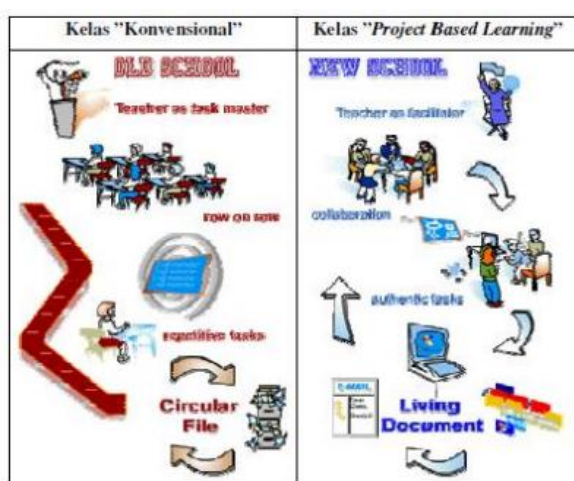 Kelas "Konvensional"
Kelas "Project Based Learning"
OLD SCHOOL
Teacher as task master
row on row
repetitive tasks
Circular
File
NEW SCHOOL
Teacher as facilitator
collaboration
authentic tasks
E-MAIL
Living
Document